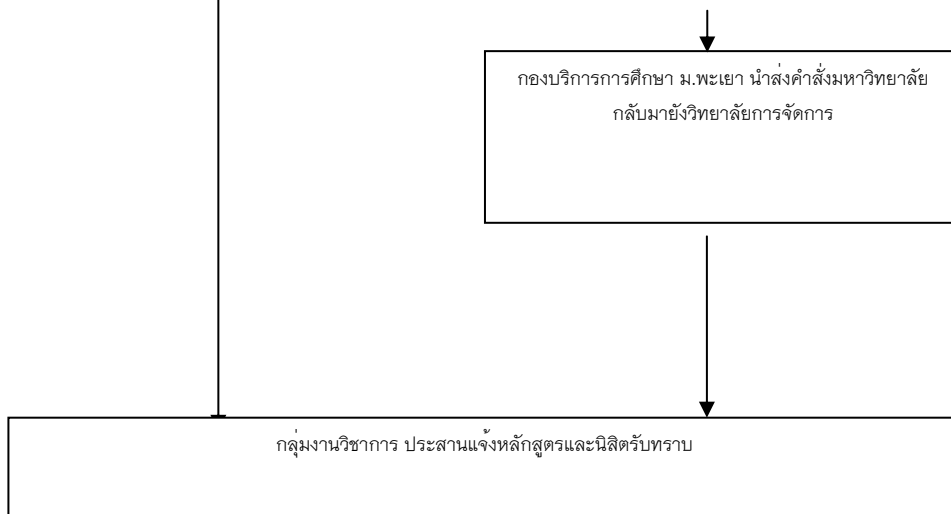 กองบริการการศึกษา ม.พะเยา นำส่งคำสั่งมหาวิทยาลัย
กลับมายังวิทยาลัยการจัดการ
กลุ่มงานวิชาการ ประสานแจ้งหลักสูตรและนิสิตรับทราบ